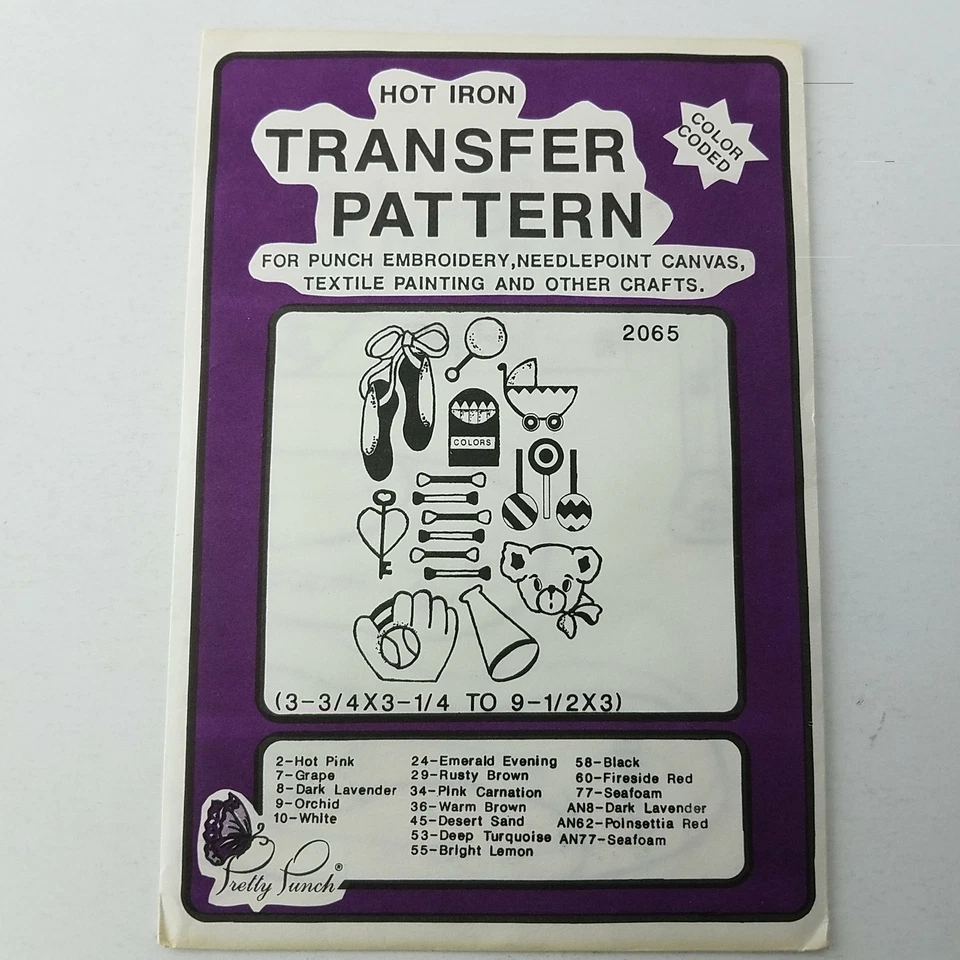 HOT IRON
TRANSFER
PATTERN
COLOR
CODED
FOR PUNCH EMBROIDERY,NEEDLEPOINT CANVAS,
TEXTILE PAINTING AND OTHER CRAFTS.
2065
COLORS
(3-3/4X3-1/4 TO 9-1/2X3)
2-Hot Pink
7-Grape
8-Dark Lavender
9-Orchid
10-White
24-Emerald Evening
29-Rusty Brown
34-Pink Carnation
36-Warm Brown
45-Desert Sand
53-Deep Turquoise
55-Bright Lemon
58-Black
60-Fireside Red
77-Seafoam
AN8-Dark Lavender
AN62-Poinsettia Red
AN77-Seafoam
Pretty Punch®